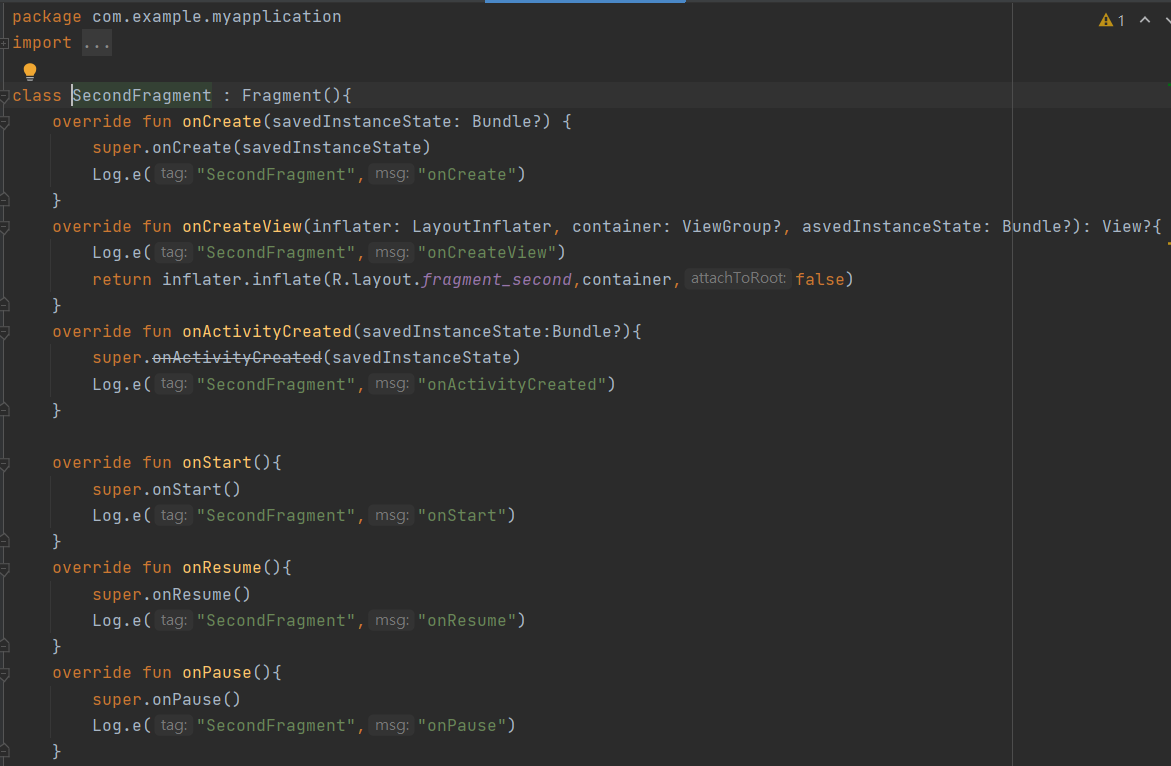 package com.example.myapplication
1
import ...
class SecondFragment : Fragment(){
override fun onCreate(savedInstanceState: Bundle?) {
super.onCreate(savedInstanceState)
Log.e( tag: "SecondFragment", msg: "onCreate")
}
override fun onCreateView(inflater: LayoutInflater, container: ViewGroup?, asvedInstanceState: Bundle?): View?{
Log.e( tag: "SecondFragment", msg: "onCreateView")
return inflater.inflate(R.layout.fragment_second,container, attachToRoot: false)
}
override fun onActivityCreated(savedInstanceState:Bundle?){
super.onActivityCreated(savedInstanceState)
Log.e( tag: "SecondFragment", msg: "onActivityCreated")
}
override fun onStart(){
super.onStart()
Log.e( tag: "SecondFragment", msg: "onStart")
}
override fun onResume(){
super.onResume()
Log.e( tag: "SecondFragment", msg: "onResume")
}
override fun onPause(){
super.onPause()
Log.e( tag: "SecondFragment", msg: "onPause")
}